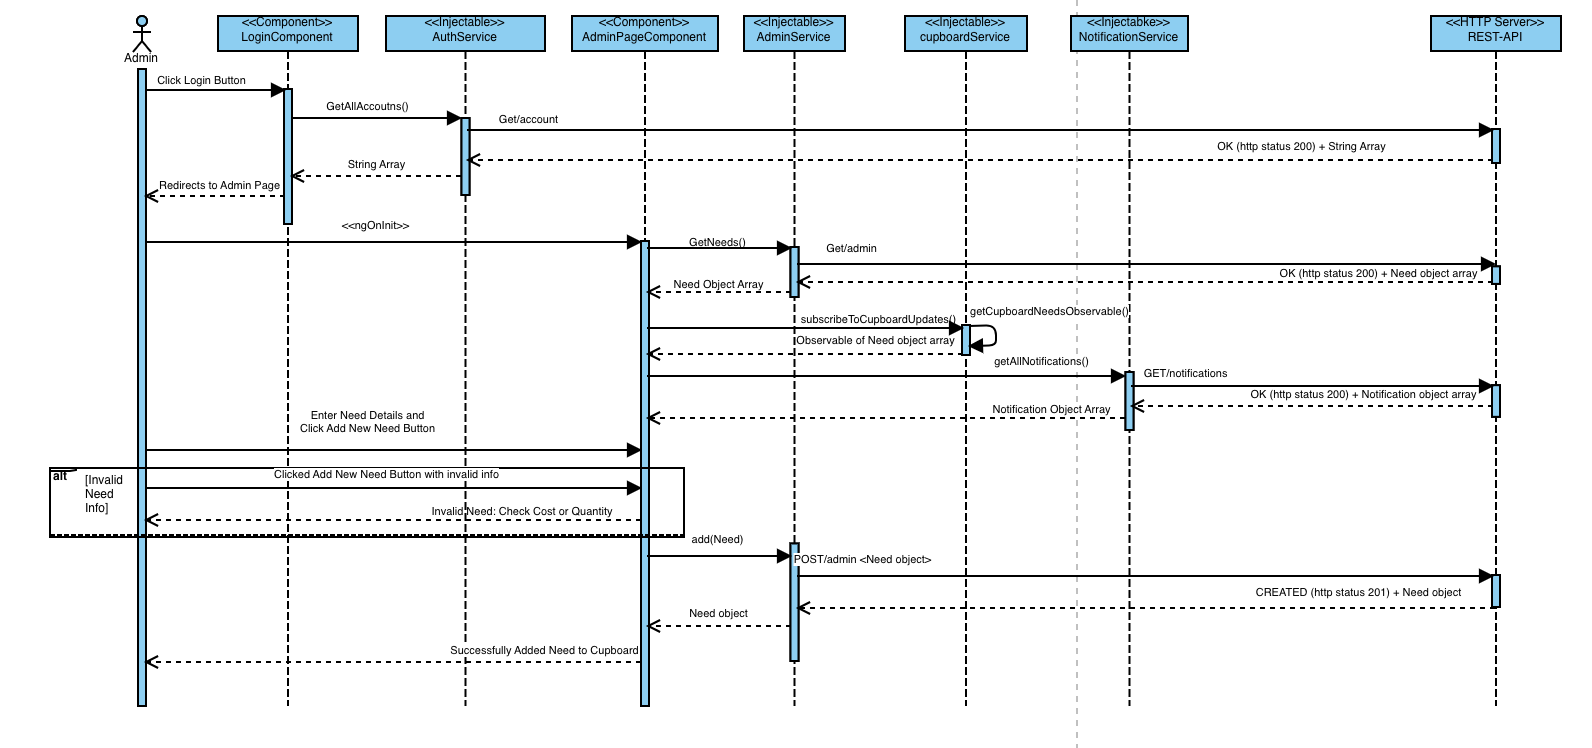 <<Component>>
LoginComponent
<<Injectable>>
AuthService
<<Component>>
AdminPageComponent
<<Injectable>>
AdminService
<<Injectable>>
cupboardService
<<Injectabke>>
NotificationService
<<HTTP Server>>
REST-API
Admin
Click Login Button
GetAllAccoutns()
Get/account
OK (http status 200) + String Array
String Array
Redirects to Admin Page
<<ngOnInit>>
GetNeeds()
Get/admin
OK (http status 200) + Need object array
Need Object Array
getCupboardNeedsObservable()
subscribeToCupboardUpdates()
Observable of Need object array
getAllNotifications()
GET/notifications
OK (http status 200) + Notification object array
Notification Object Array
Enter Need Details and
Click Add New Need Button
alt
[Invalid
Need
Info]
Clicked Add New Need Button with invalid info
Invalid Need: Check Cost or Quantity
add(Need)
POST/admin <Need object>
CREATED (http status 201) + Need object
Need object
Successfully Added Need to Cupboard